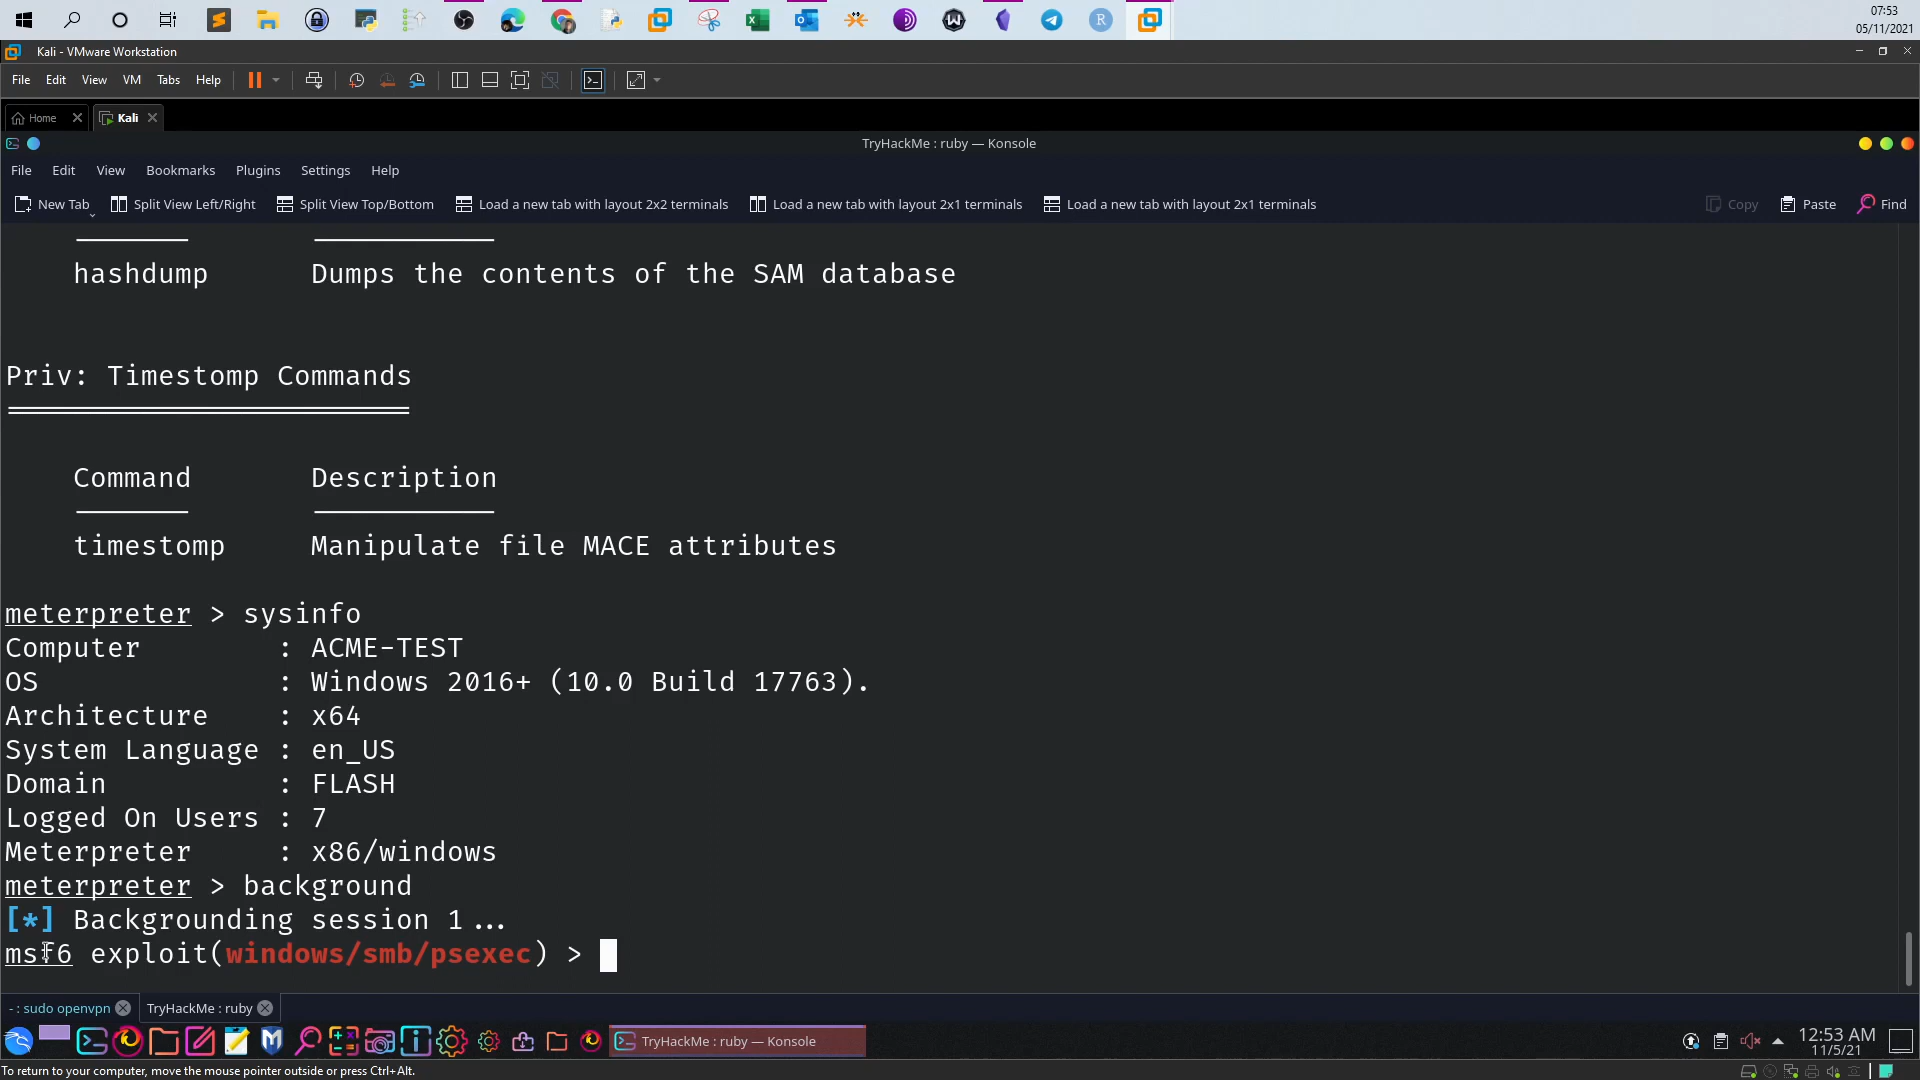 07:53
05/11/2021
Kali - VMware Workstation
File Edit View VM Tabs Help
Home Kali
TryHackMe : ruby — Konsole
File Edit View Bookmarks Plugins Settings Help
New Tab Split View Left/Right Split View Top/Bottom Load a new tab with layout 2x2 terminals Load a new tab with layout 2x1 terminals Load a new tab with layout 2x1 terminals Copy Paste Find
hashdump Dumps the contents of the SAM database
Priv: Timestomp Commands
Command Description
timestomp Manipulate file MACE attributes
meterpreter > sysinfo
Computer : ACME-TEST
OS : Windows 2016+ (10.0 Build 17763).
Architecture : x64
System Language : en_US
Domain : FLASH
Logged On Users : 7
Meterpreter : x86/windows
meterpreter > background
[*] Backgrounding session 1...
msf6 exploit(windows/smb/psexec) >
- : sudo openvpn TryHackMe : ruby
TryHackMe : ruby — Konsole
12:53 AM
11/5/21
To return to your computer, move the mouse pointer outside or press Ctrl+Alt.